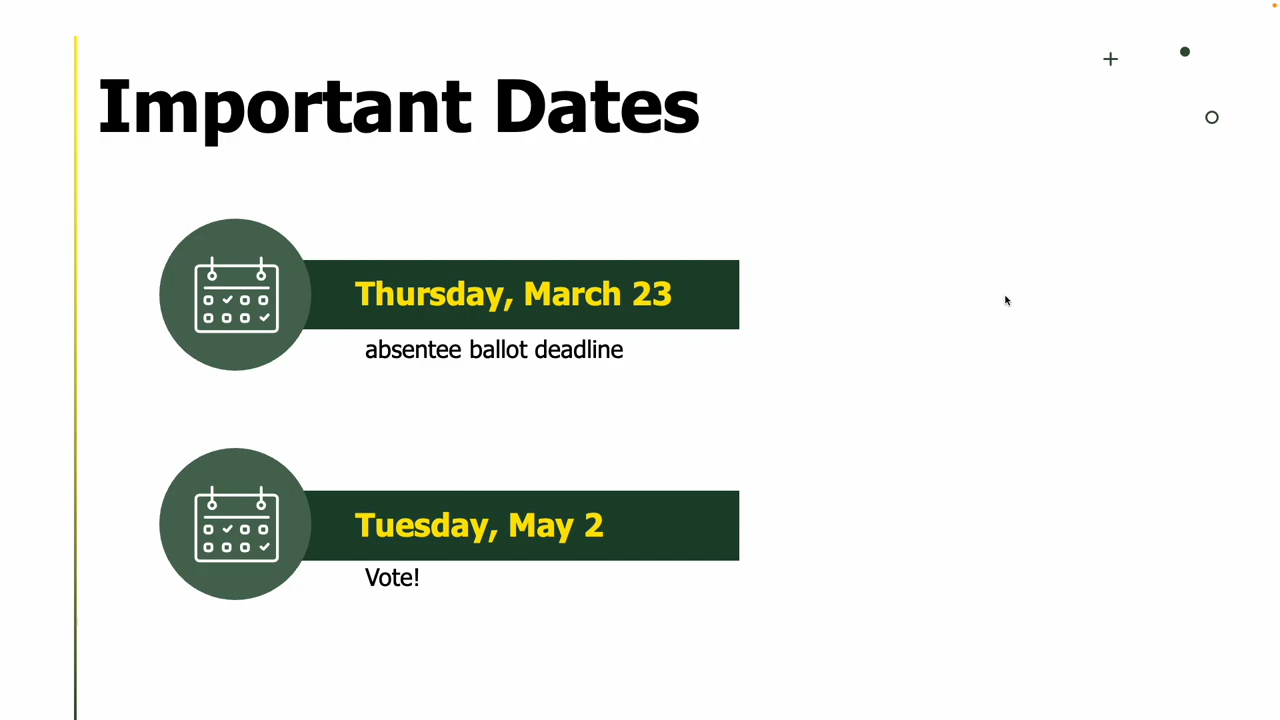 Important Dates
Thursday, March 23
absentee ballot deadline
Tuesday, May 2
Vote!